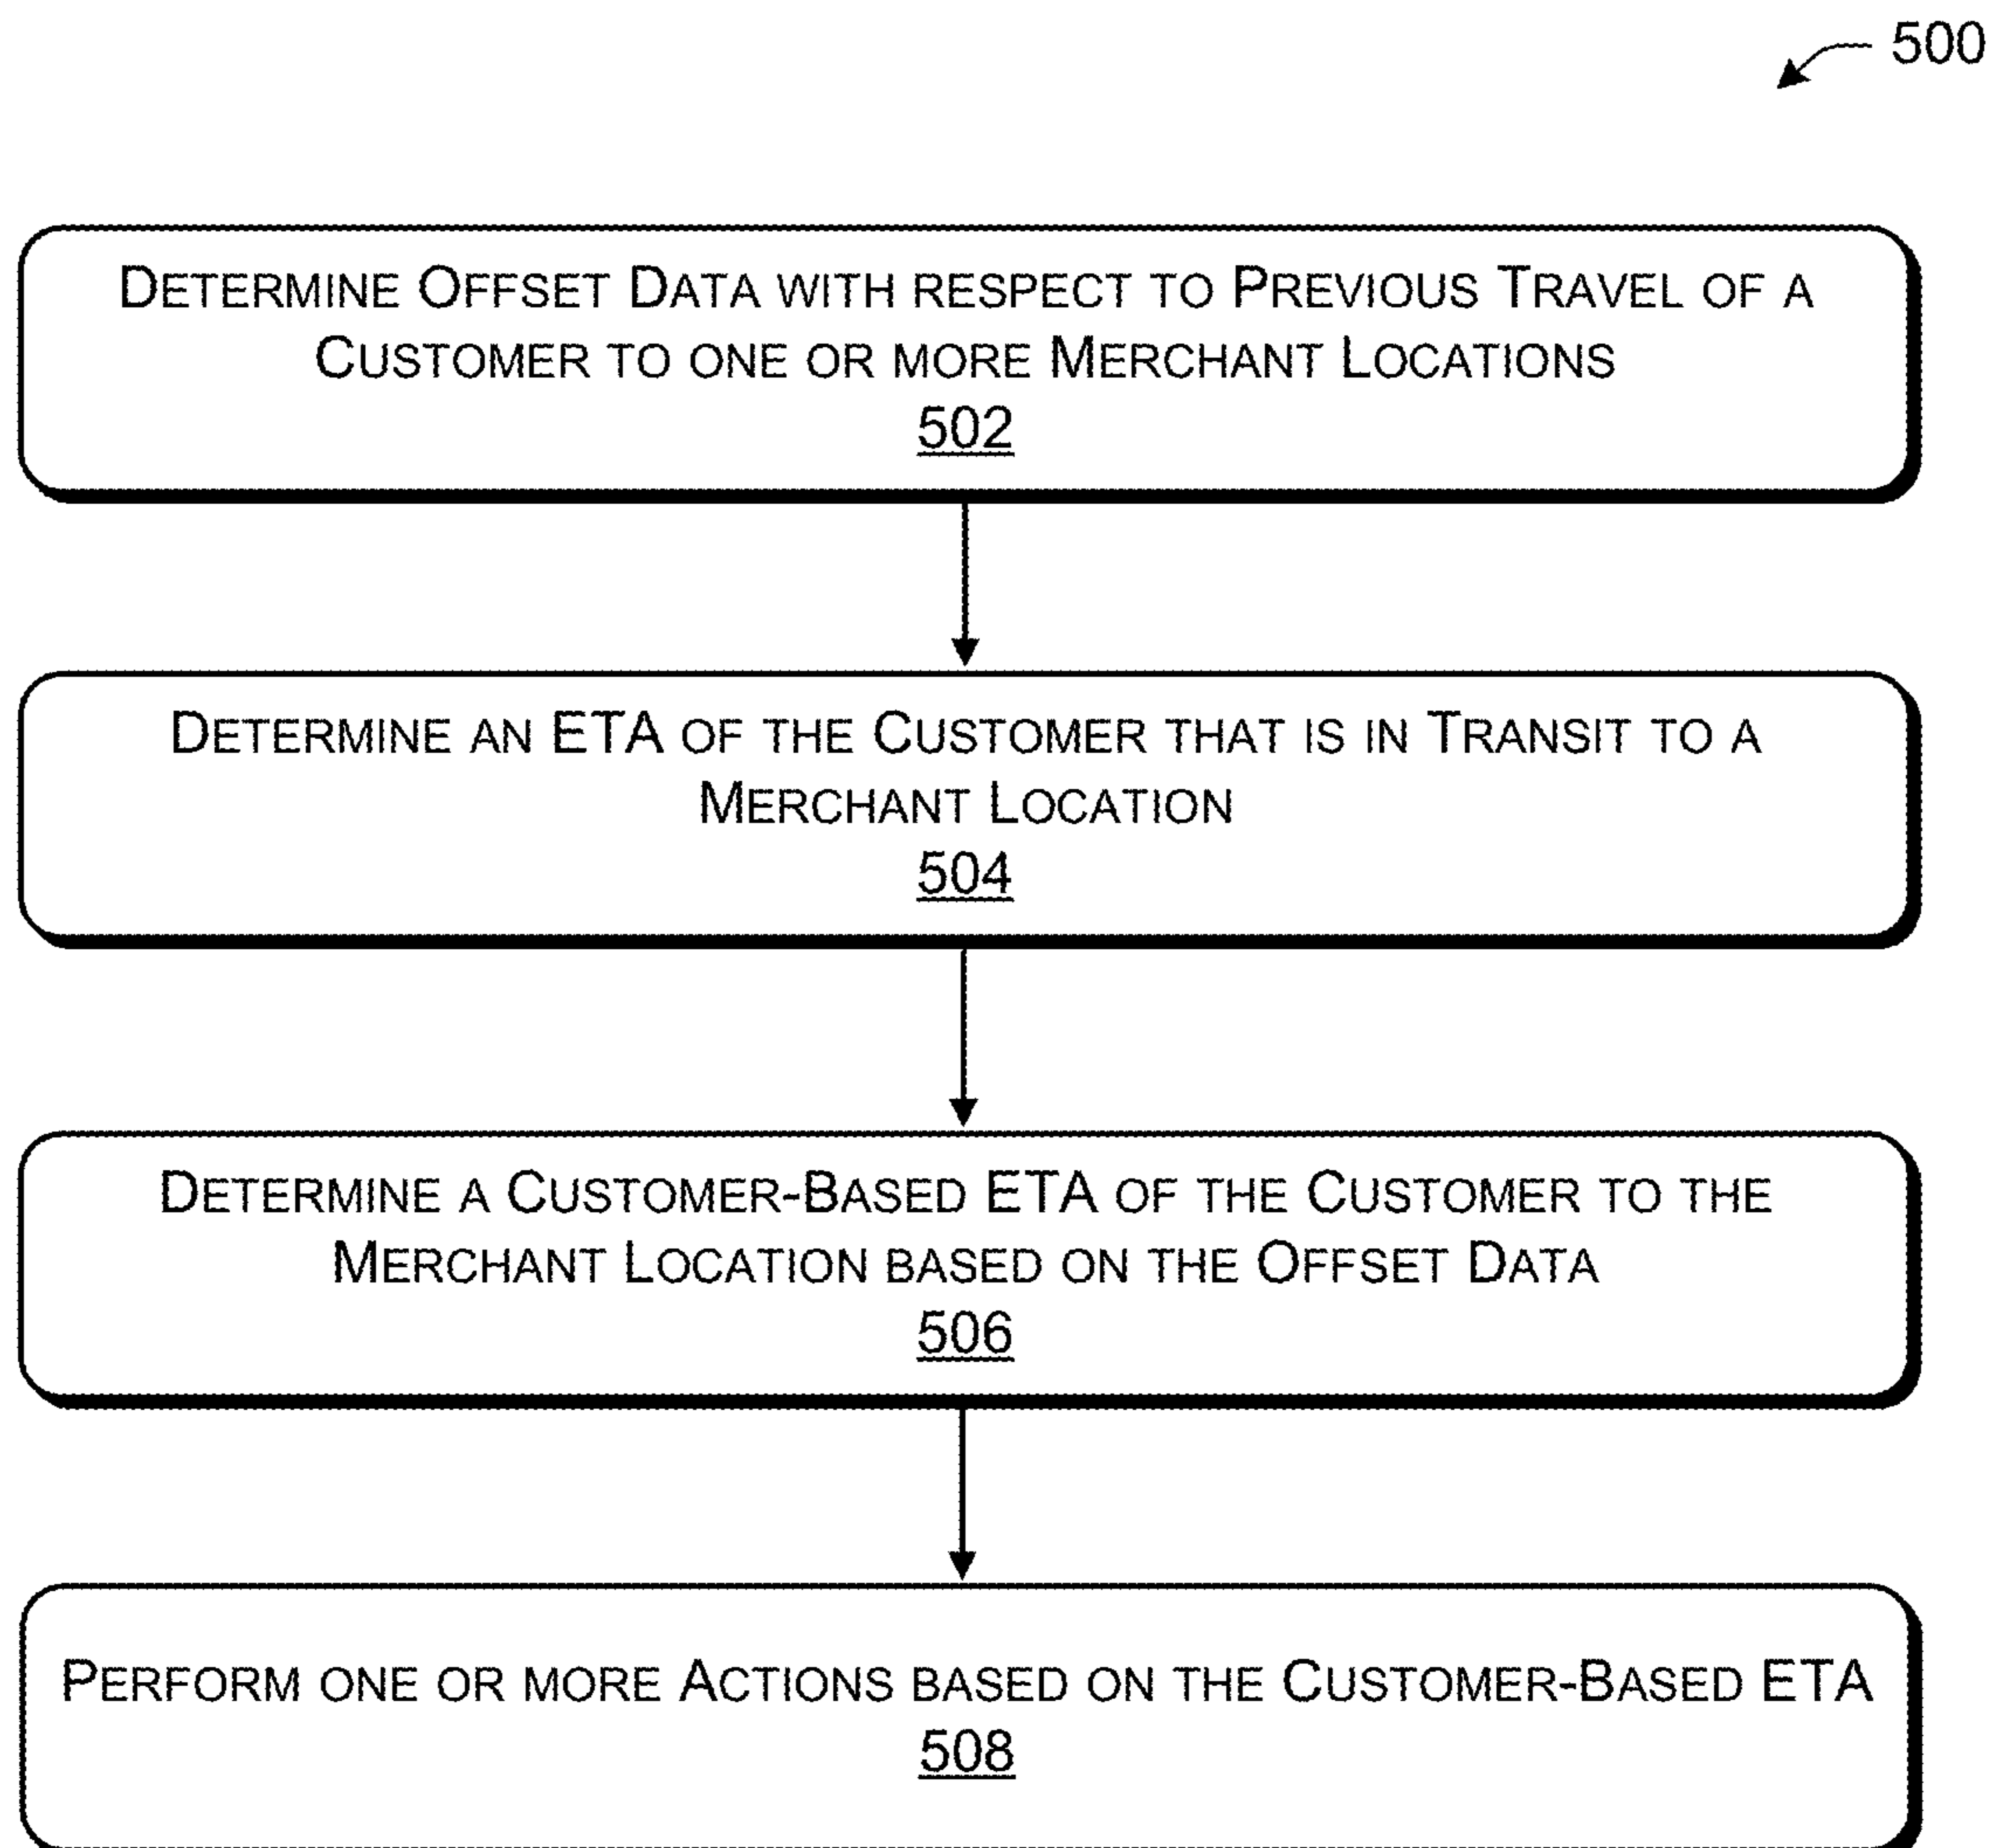 500
DETERMINE OFFSET DATA WITH RESPECT TO PREVIOUS TRAVEL OF A
CUSTOMER TO ONE OR MORE MERCHANT LOCATIONS
502
DETERMINE AN ETA OF THE CUSTOMER THAT IS IN TRANSIT TO A
MERCHANT LOCATION
504
DETERMINE A CUSTOMER-BASED ETA OF THE CUSTOMER TO THE
MERCHANT LOCATION BASED ON THE OFFSET DATA
506
PERFORM ONE OR MORE ACTIONS BASED ON THE CUSTOMER-BASED ETA
508